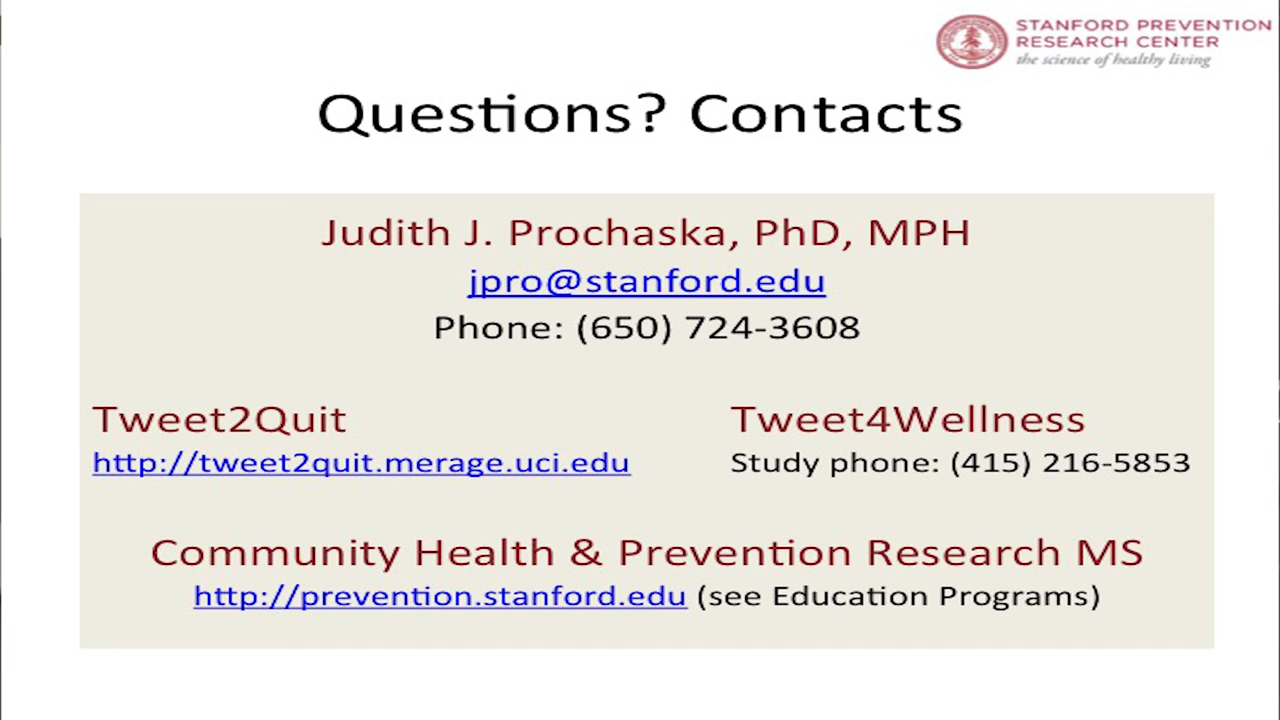 STANFORD PREVENTION
RESEARCH CENTER
the science of healthy living
Questions? Contacts
Judith J. Prochaska, PhD, MPH
jpro@stanford.edu
Phone: (650) 724-3608
Tweet2Quit
http://tweet2quit.merage.uci.edu
Tweet4Wellness
Study phone: (415) 216-5853
Community Health & Prevention Research MS
http://prevention.stanford.edu (see Education Programs)